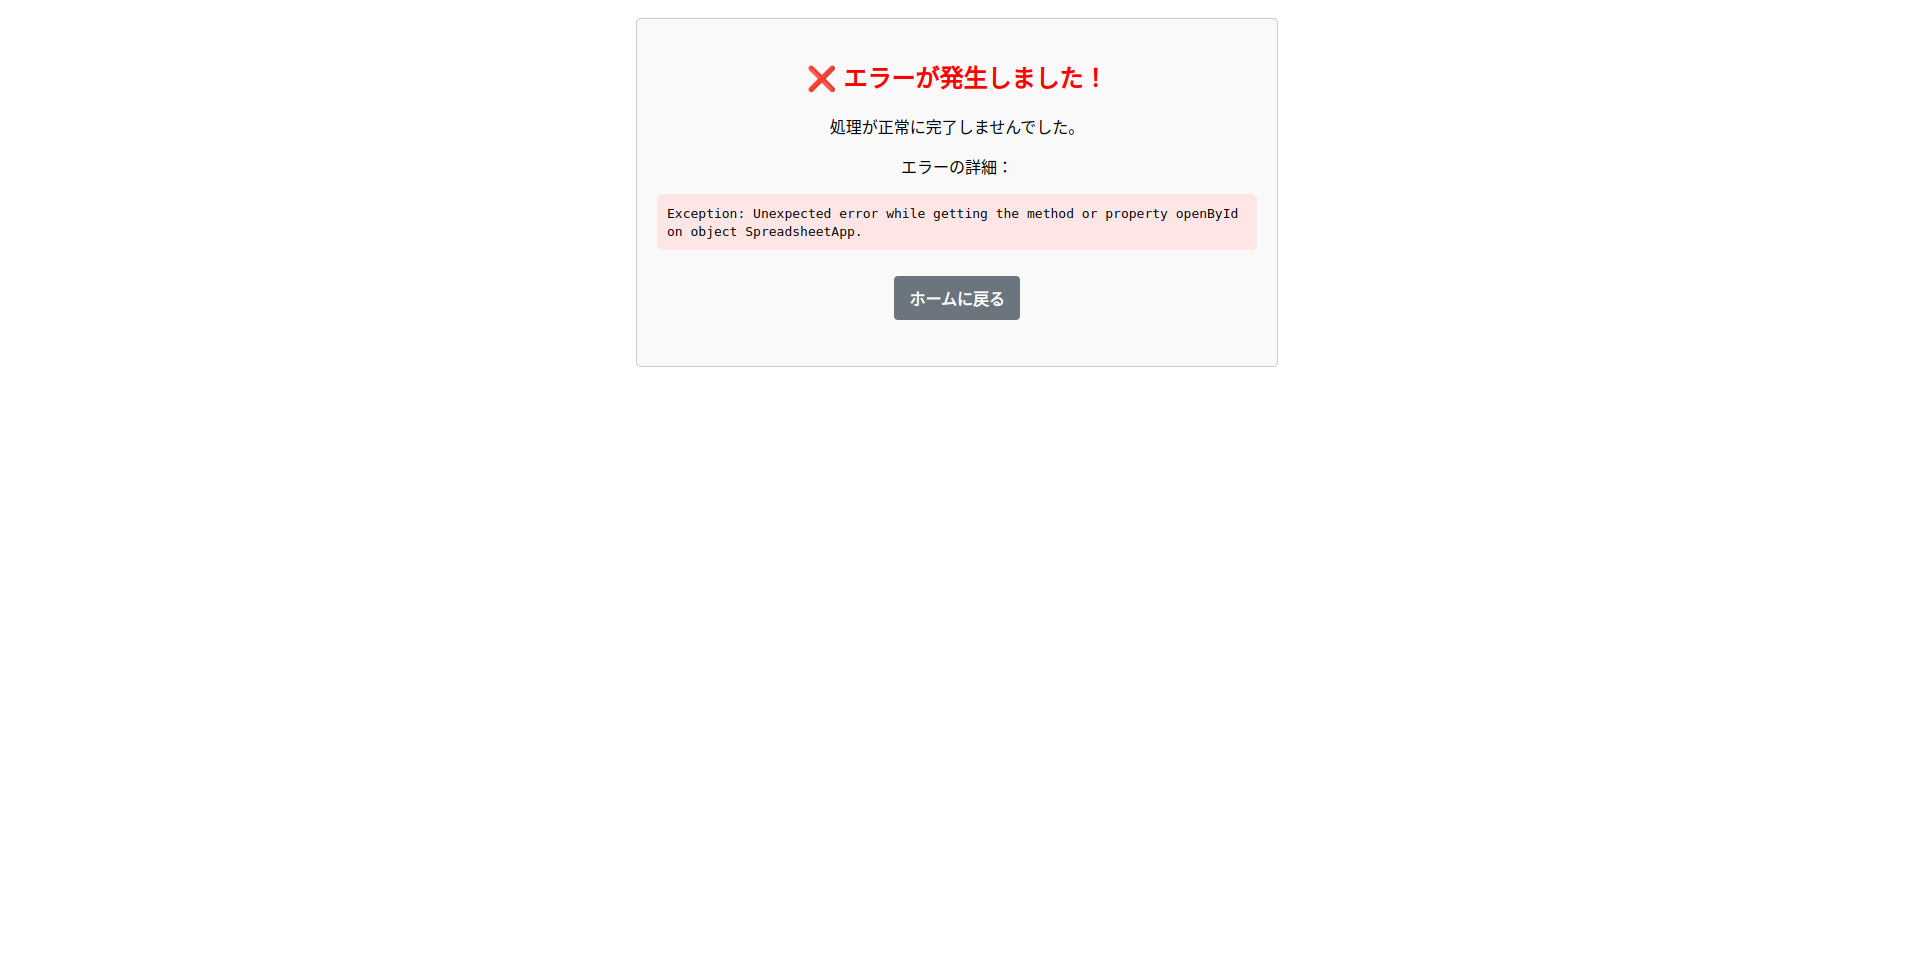 ❌ エラーが発生しました！
処理が正常に完了しませんでした。
エラーの詳細：
Exception: Unexpected error while getting the method or property openById
on object SpreadsheetApp.
ホームに戻る